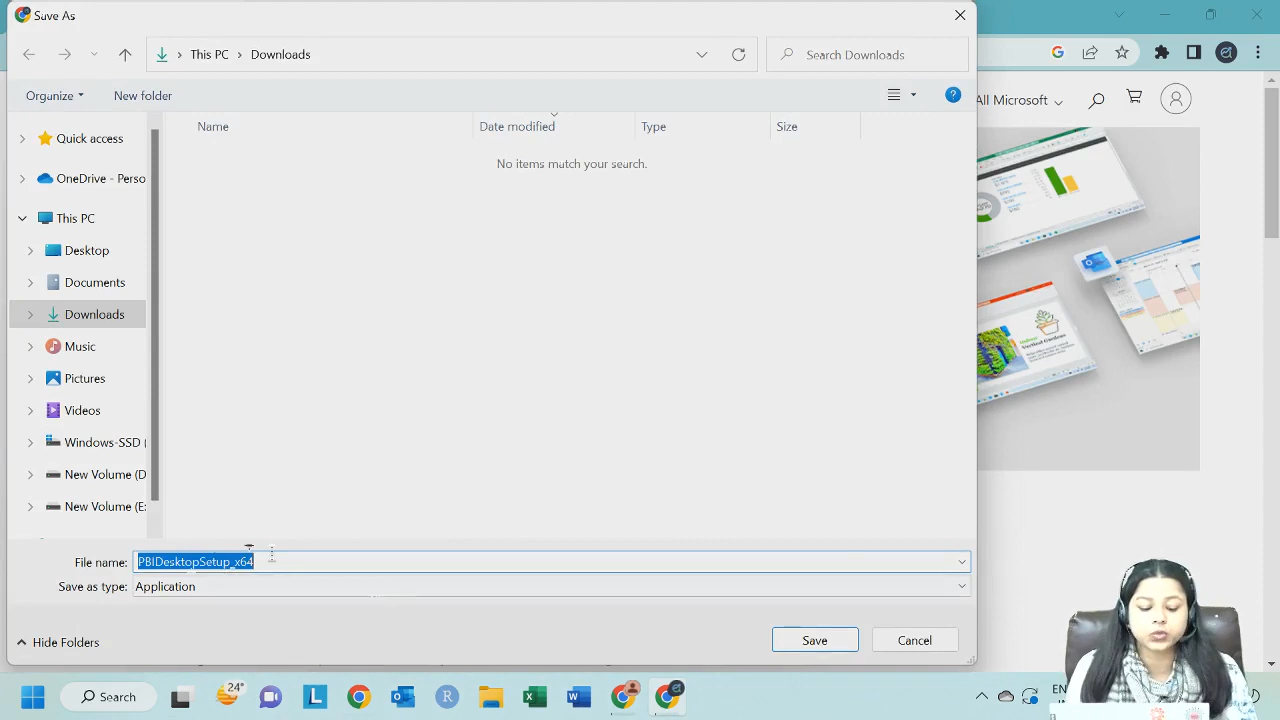 Save As
This PC
Downloads
Search Downloads
Organize
New folder
All Microsoft
Name
Date modified
Type
Size
No items match your search.
Quick access
OneDrive - Perso
This PC
Desktop
Documents
Downloads
Music
Pictures
Videos
Windows-SSD (
New Volume (D
New Volume (E
File name:
PBIDesktopSetup_x64
Save as type:
Application
Hide Folders
Save
Cancel
24°
Search